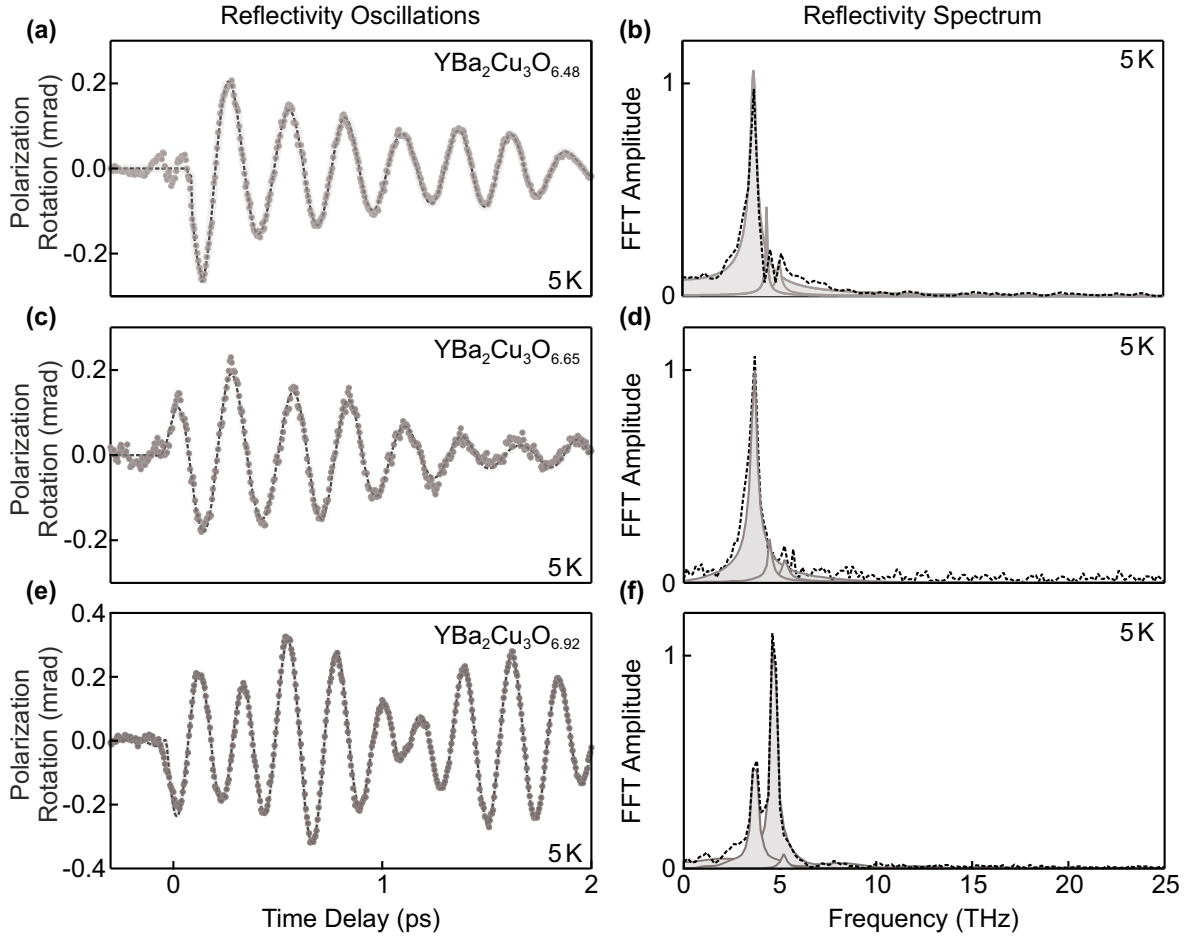 Reflectivity Oscillations
Reflectivity Spectrum
(a)
YBa₂Cu₃O₆.₄₈
Polarization
Rotation (mrad)
0.2
0.0
-0.2
5 K
(b)
5 K
FFT Amplitude
1
0
(c)
YBa₂Cu₃O₆.₆₅
Polarization
Rotation (mrad)
0.2
0.0
-0.2
5 K
(d)
5 K
FFT Amplitude
1
0
(e)
YBa₂Cu₃O₆.₉₂
Polarization
Rotation (mrad)
0.4
0.2
0.0
-0.2
-0.4
5 K
0 1 2
Time Delay (ps)
(f)
5 K
FFT Amplitude
1
0
0 5 10 15 20 25
Frequency (THz)